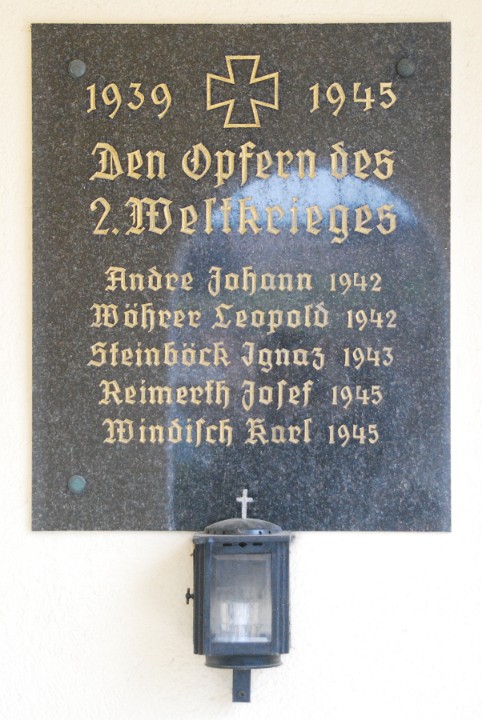 1939 1945
Den Opfern des
2. Weltkrieges
Andre Johann 1942
Wöhrer Leopold 1942
Steinböck Ignaz 1943
Reimerth Josef 1945
Windisch Karl 1945